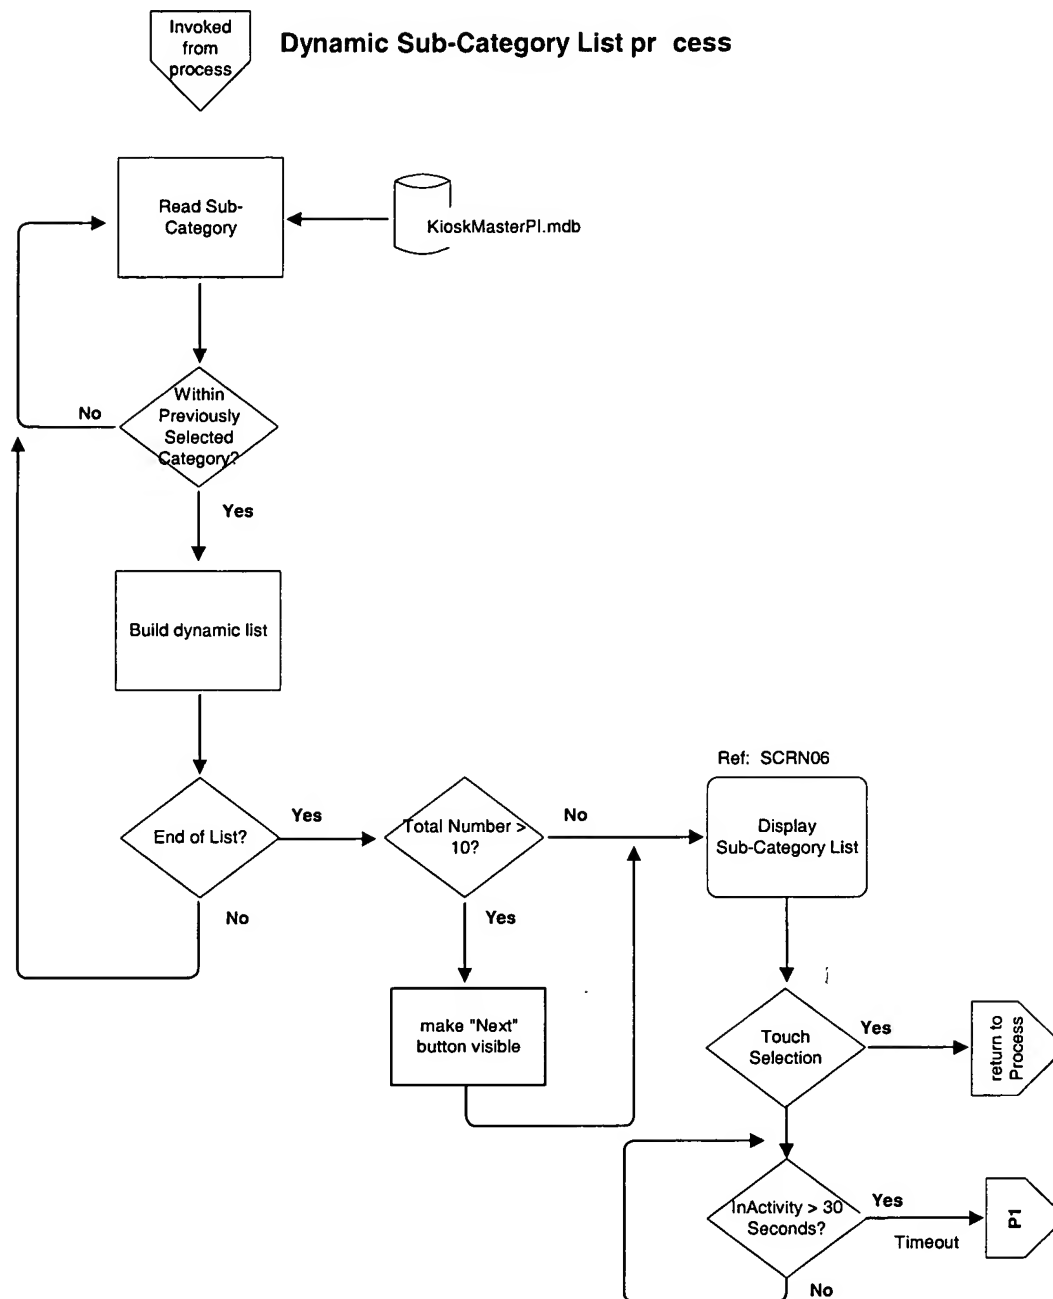 Invoked
from
process
Dynamic Sub-Category List pr cess
Read Sub-
Category
KioskMasterPI.mdb
Within
Previously
Selected
Category?
No
Yes
Build dynamic list
Ref: SCRN06
End of List?
Yes
Total Number >
10?
No
Display
Sub-Category List
No
Yes
make "Next"
button visible
Touch
Selection
Yes
return to
Process
InActivity > 30
Seconds?
Yes
Timeout
P1
No